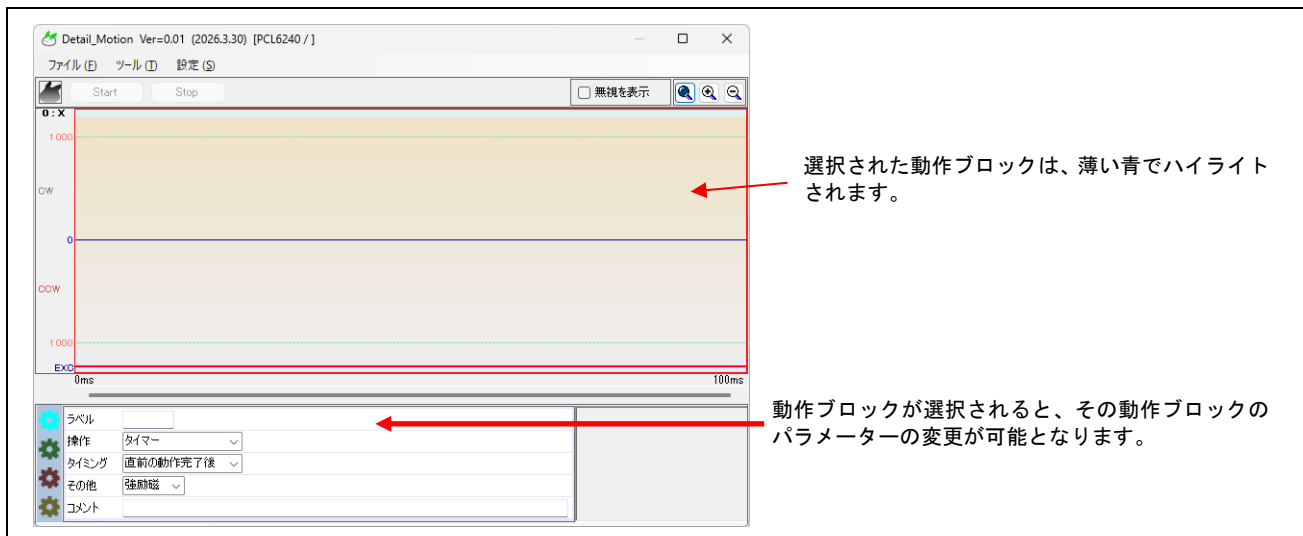 Detail_Motion Ver=0.01 (2026.3.30) [PCL6240 / ]
ファイル(F) ツール(T) 設定(S)
Start Stop 無視を表示
0:X
1000
CW
0
CCW
1000
EXC
0ms 100ms
ラベル
操作 タイマー
タイミング 直前の動作完了後
その他 強励磁
コメント
選択された動作ブロックは、薄い青でハイライト
されます。
動作ブロックが選択されると、その動作ブロックの
パラメーターの変更が可能となります。